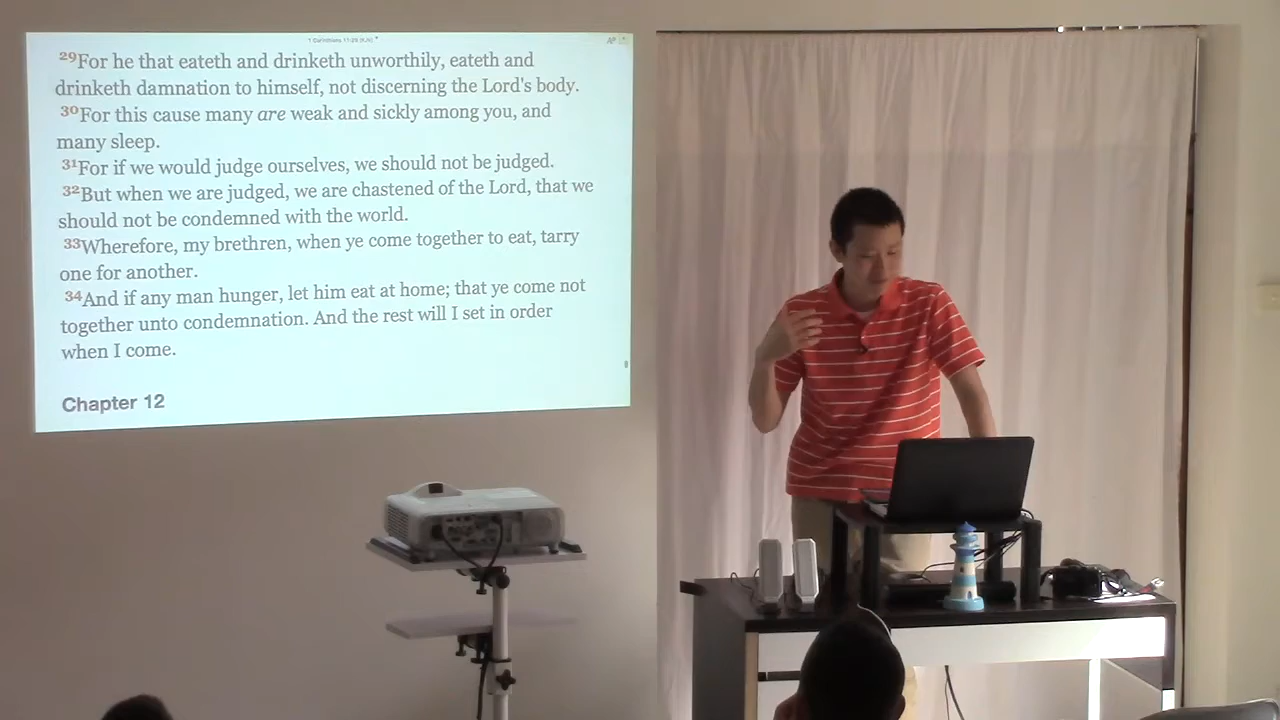 1 Corinthians 11:29 (KJV)
29For he that eateth and drinketh unworthily, eateth and
drinketh damnation to himself, not discerning the Lord's body.
30For this cause many are weak and sickly among you, and
many sleep.
31For if we would judge ourselves, we should not be judged.
32But when we are judged, we are chastened of the Lord, that we
should not be condemned with the world.
33Wherefore, my brethren, when ye come together to eat, tarry
one for another.
34And if any man hunger, let him eat at home; that ye come not
together unto condemnation. And the rest will I set in order
when I come.
Chapter 12